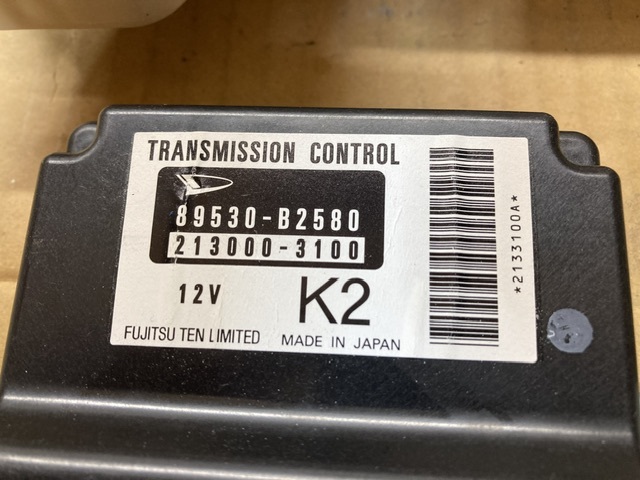 TRANSMISSION CONTROL
89530-B2580
213000-3100
12V
K2
FUJITSU TEN LIMITED
MADE IN JAPAN
*2133100A*